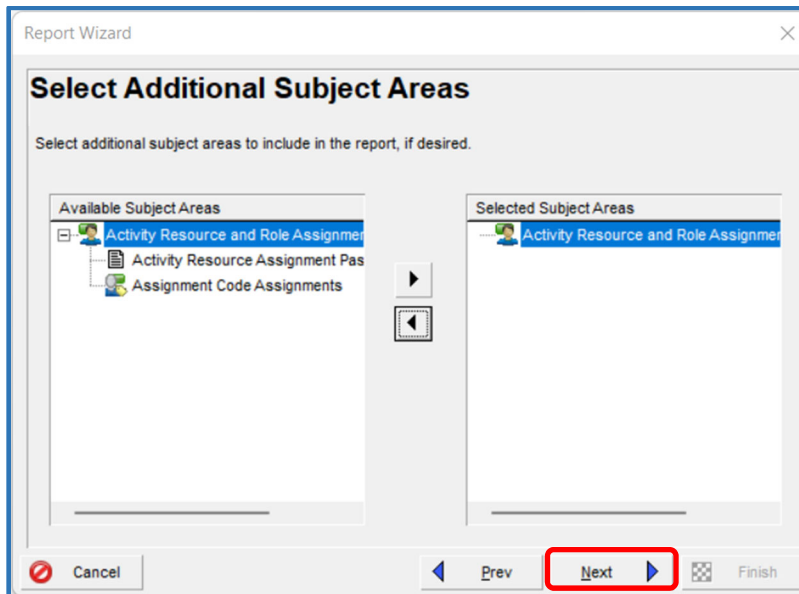 Report Wizard
Select Additional Subject Areas
Select additional subject areas to include in the report, if desired.
Available Subject Areas
Activity Resource and Role Assignmer
Activity Resource Assignment Pas
Assignment Code Assignments
Selected Subject Areas
Activity Resource and Role Assignmer
Cancel
Prev
Next
Finish